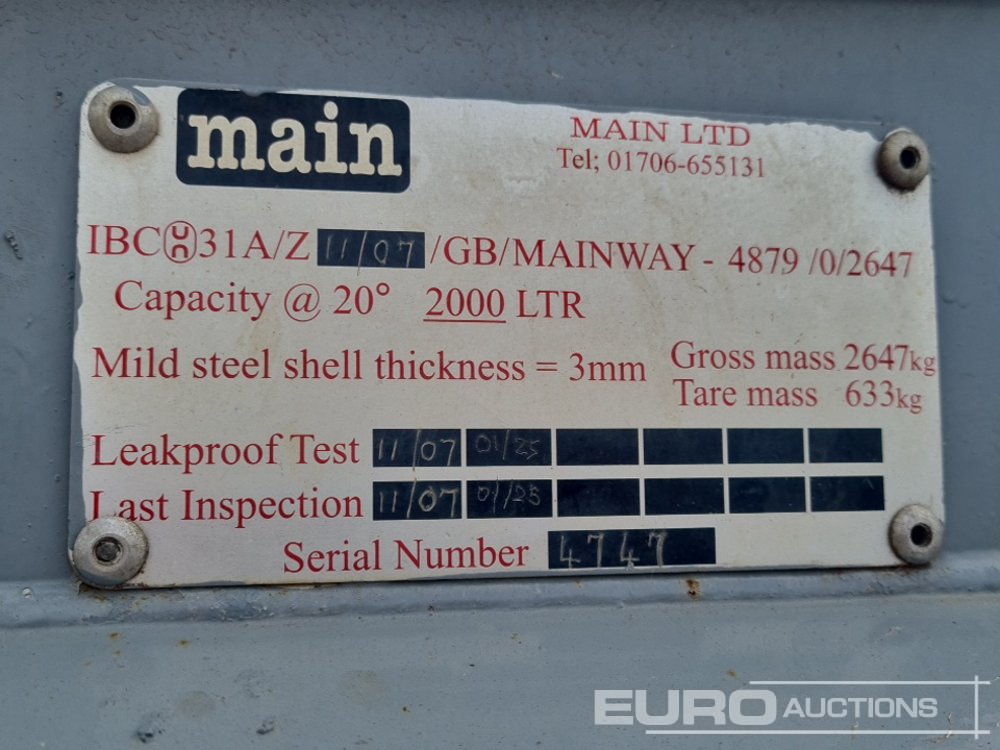 main
MAIN LTD
Tel; 01706-655131
IBC UN 31A/Z 11/07 /GB/MAINWAY - 4879 /0/2647
Capacity @ 20° 2000 LTR
Mild steel shell thickness = 3mm
Gross mass 2647kg
Tare mass 633kg
Leakproof Test 11/07 01/25
Last Inspection 11/07 01/25
Serial Number 4747
EURO AUCTIONS